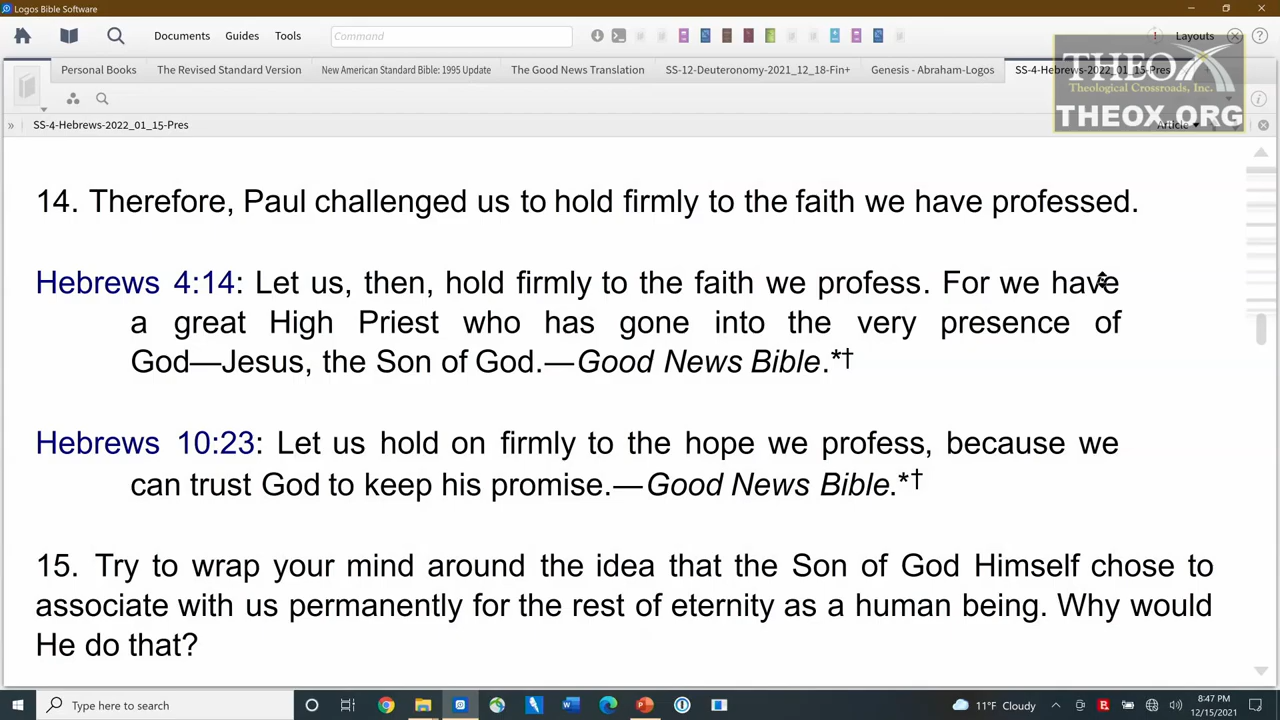 Logos Bible Software
Documents Guides Tools Command Layouts
Personal Books The Revised Standard Version The Good News Translation SS-12-Deuteronomy-2021_12_18-Fin+ Genesis - Abraham-Logos SS-4-Hebrews-2022_01_15-Pres
THEOX
Theological Crossroads, Inc.
THEOX.ORG
SS-4-Hebrews-2022_01_15-Pres Article
14. Therefore, Paul challenged us to hold firmly to the faith we have professed.
Hebrews 4:14: Let us, then, hold firmly to the faith we profess. For we have
a great High Priest who has gone into the very presence of
God—Jesus, the Son of God.—Good News Bible.*†
Hebrews 10:23: Let us hold on firmly to the hope we profess, because we
can trust God to keep his promise.—Good News Bible.*†
15. Try to wrap your mind around the idea that the Son of God Himself chose to
associate with us permanently for the rest of eternity as a human being. Why would
He do that?
Type here to search 11°F Cloudy 8:47 PM
12/15/2021